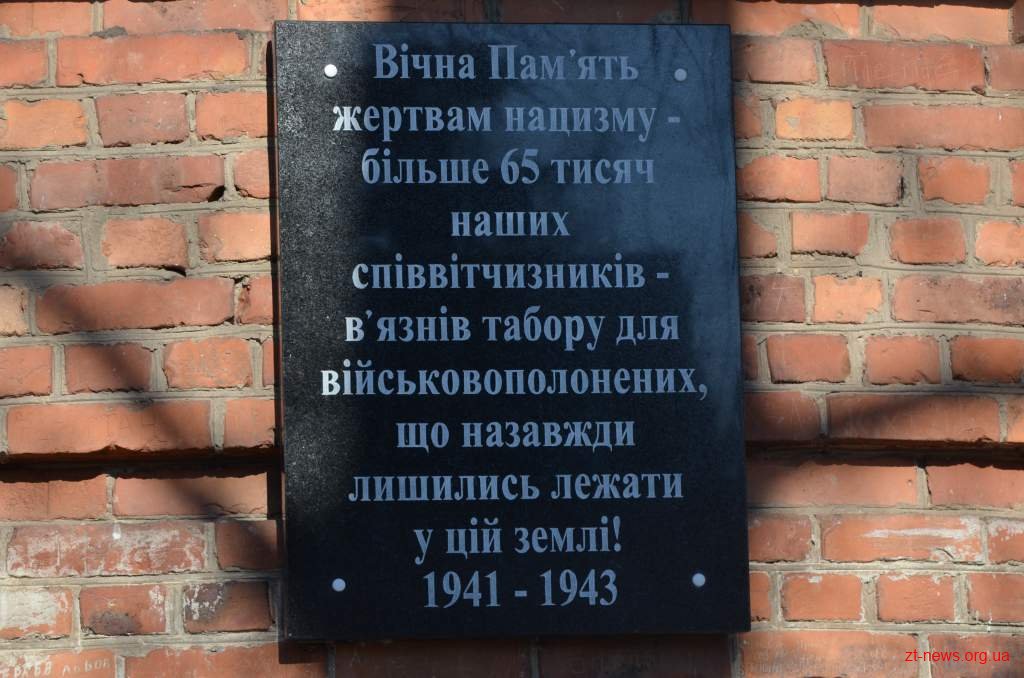 Вічна Пам'ять
жертвам нацизму -
більше 65 тисяч
наших
співвітчизників -
в'язнів табору для
військовополонених,
що назавжди
лишились лежати
у цій землі!
1941 - 1943
zt-news.org.ua